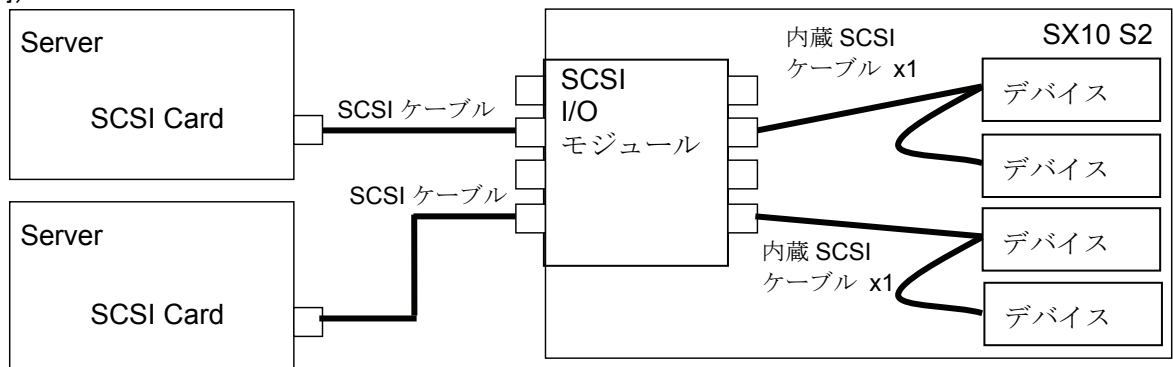 Server
SCSI Card
SCSI ケーブル
SCSI
I/O
モジュール
内蔵 SCSI
ケーブル x1
SX10 S2
デバイス
デバイス
Server
SCSI Card
SCSI ケーブル
内蔵 SCSI
ケーブル x1
デバイス
デバイス